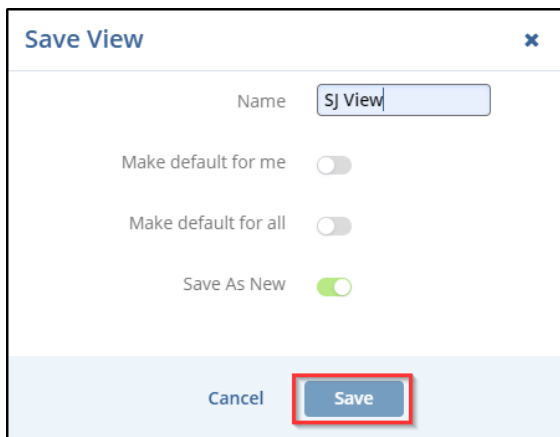 Save View
Name SJ View
Make default for me
Make default for all
Save As New
Cancel Save